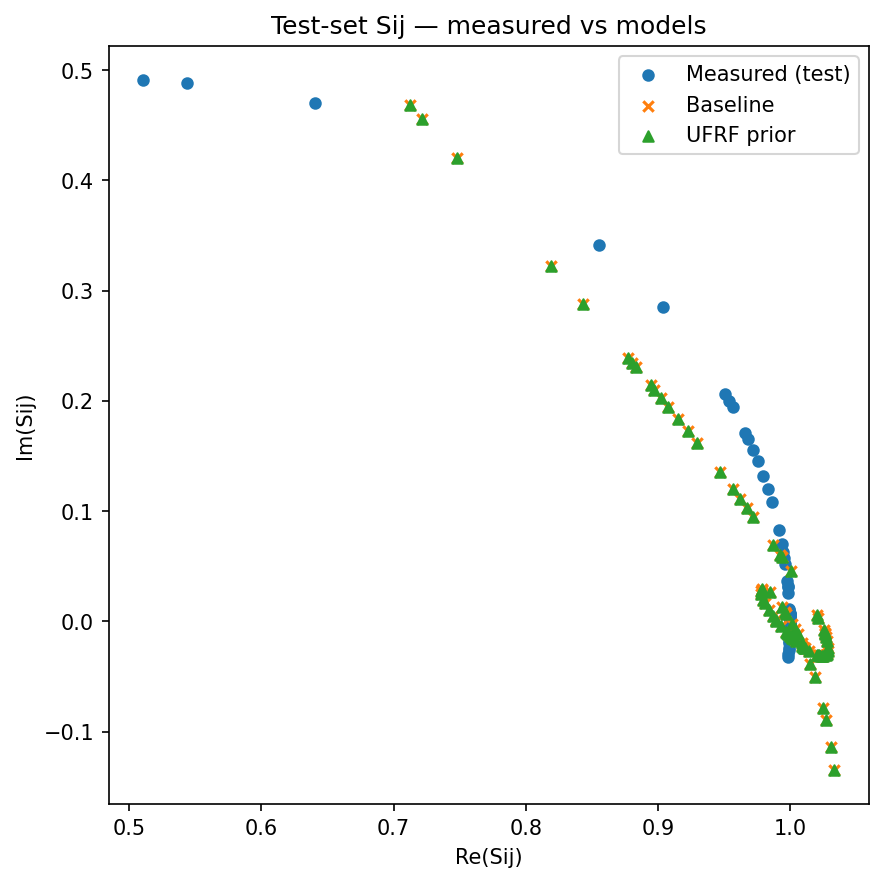 Test-set Sij — measured vs models
Measured (test)
Baseline
UFRF prior
Im(Sij)
0.5
0.4
0.3
0.2
0.1
0.0
−0.1
0.5 0.6 0.7 0.8 0.9 1.0
Re(Sij)